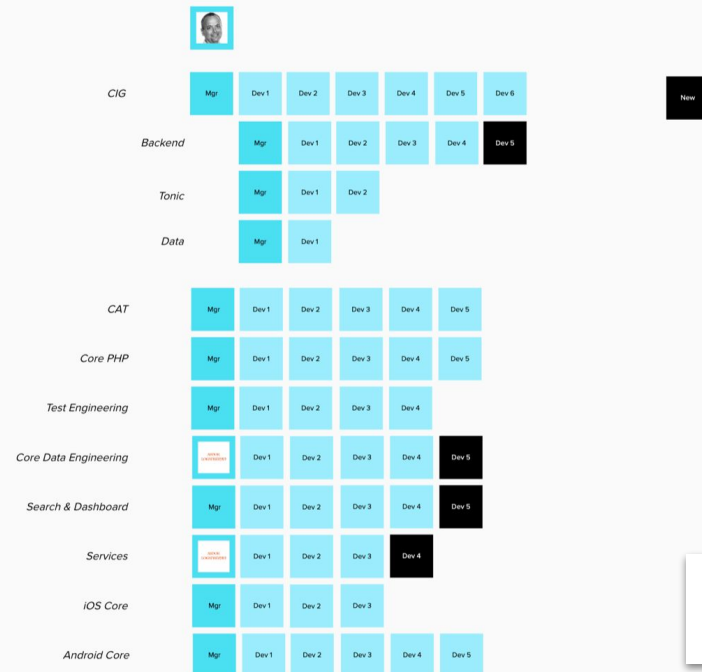 CIG Mgr Dev 1 Dev 2 Dev 3 Dev 4 Dev 5 Dev 6 New
Backend Mgr Dev 1 Dev 2 Dev 3 Dev 4 Dev 5
Tonic Mgr Dev 1 Dev 2
Data Mgr Dev 1
CAT Mgr Dev 1 Dev 2 Dev 3 Dev 4 Dev 5
Core PHP Mgr Dev 1 Dev 2 Dev 3 Dev 4 Dev 5
Test Engineering Mgr Dev 1 Dev 2 Dev 3 Dev 4
Core Data Engineering Dev 1 Dev 2 Dev 3 Dev 4 Dev 5
Search & Dashboard Mgr Dev 1 Dev 2 Dev 3 Dev 4 Dev 5
Services Dev 1 Dev 2 Dev 3 Dev 4
iOS Core Mgr Dev 1 Dev 2 Dev 3
Android Core Mgr Dev 1 Dev 2 Dev 3 Dev 4 Dev 5